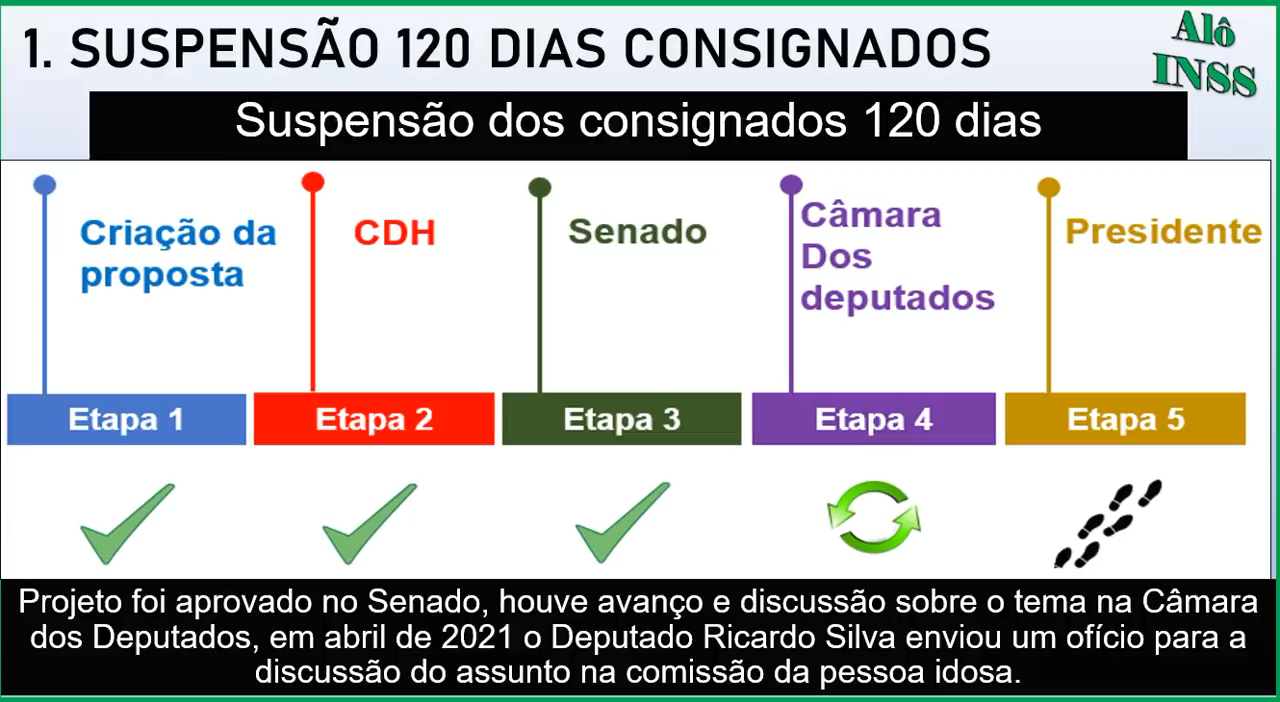 1. SUSPENSÃO 120 DIAS CONSIGNADOS
Alô
INSS
Suspensão dos consignados 120 dias
Criação da
proposta
CDH
Senado
Câmara
Dos
deputados
Presidente
Etapa 1
Etapa 2
Etapa 3
Etapa 4
Etapa 5
Projeto foi aprovado no Senado, houve avanço e discussão sobre o tema na Câmara
dos Deputados, em abril de 2021 o Deputado Ricardo Silva enviou um ofício para a
discussão do assunto na comissão da pessoa idosa.